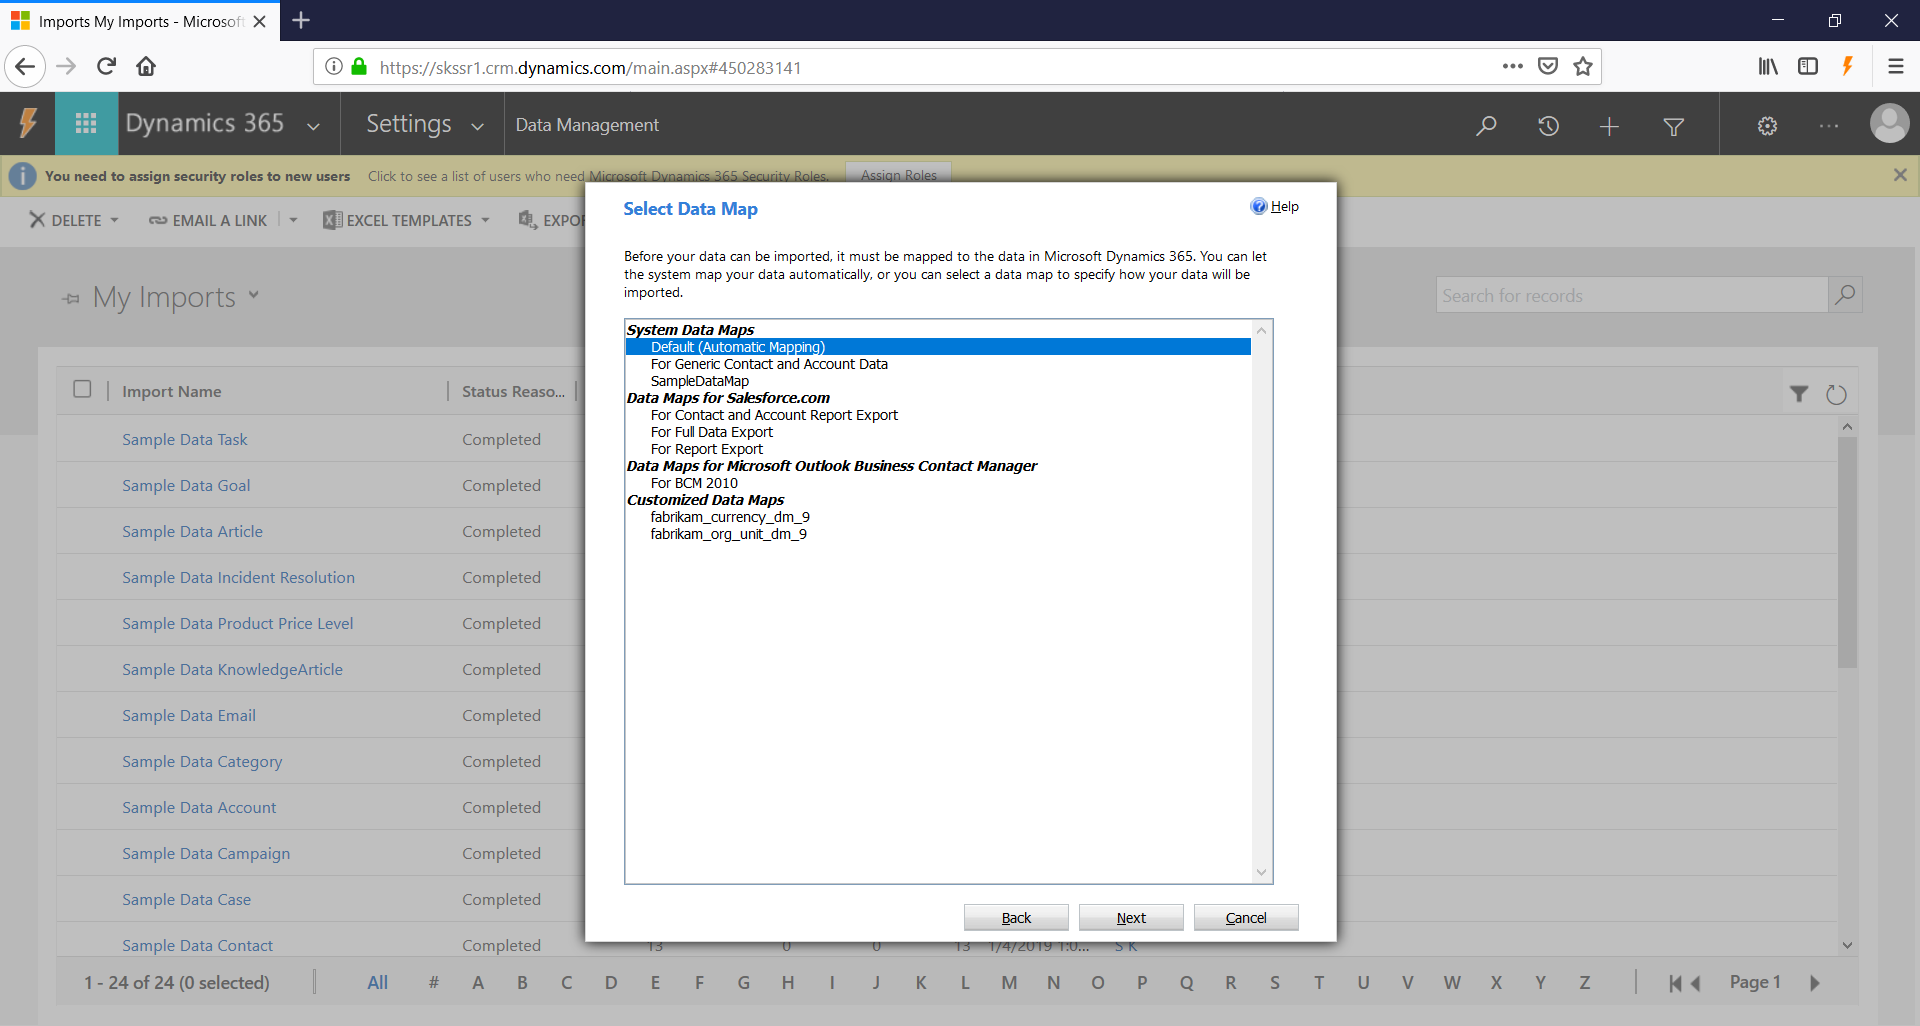 Imports My Imports - Microsoft
https://skssr1.crm.dynamics.com/main.aspx#450283141
Dynamics 365
Settings
Data Management
You need to assign security roles to new users
Click to see a list of users who need Microsoft Dynamics 365 Security Roles.
Assign Roles
DELETE
EMAIL A LINK
EXCEL TEMPLATES
EXPO
My Imports
Search for records
Import Name
Status Reaso...
Sample Data Task Completed
Sample Data Goal Completed
Sample Data Article Completed
Sample Data Incident Resolution Completed
Sample Data Product Price Level Completed
Sample Data KnowledgeArticle Completed
Sample Data Email Completed
Sample Data Category Completed
Sample Data Account Completed
Sample Data Campaign Completed
Sample Data Case Completed
Sample Data Contact Completed 13 0 0 13 1/4/2019 1:0... S K
1 - 24 of 24 (0 selected)
All # A B C D E F G H I J K L M N O P Q R S T U V W X Y Z
Page 1
Select Data Map
Help
Before your data can be imported, it must be mapped to the data in Microsoft Dynamics 365. You can let
the system map your data automatically, or you can select a data map to specify how your data will be
imported.
System Data Maps
Default (Automatic Mapping)
For Generic Contact and Account Data
SampleDataMap
Data Maps for Salesforce.com
For Contact and Account Report Export
For Full Data Export
For Report Export
Data Maps for Microsoft Outlook Business Contact Manager
For BCM 2010
Customized Data Maps
fabrikam_currency_dm_9
fabrikam_org_unit_dm_9
Back
Next
Cancel